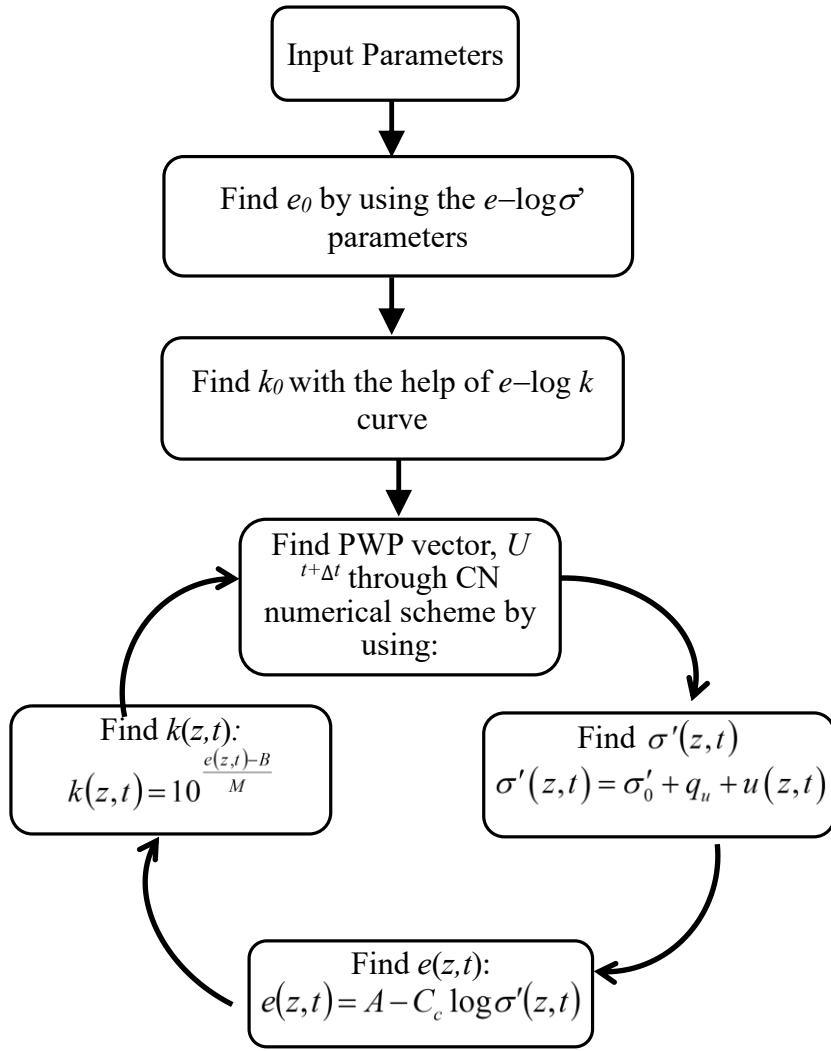 Input Parameters
Find e₀ by using the e–logσ’
parameters
Find k₀ with the help of e–log k
curve
Find PWP vector, U
t+Δt through CN
numerical scheme by
using:
Find σ′(z,t)
σ′(z,t) = σ′₀ + qᵤ + u(z,t)
Find e(z,t):
e(z,t) = A − C_c logσ′(z,t)
Find k(z,t):
k(z,t) = 10^((e(z,t)−B)/M)